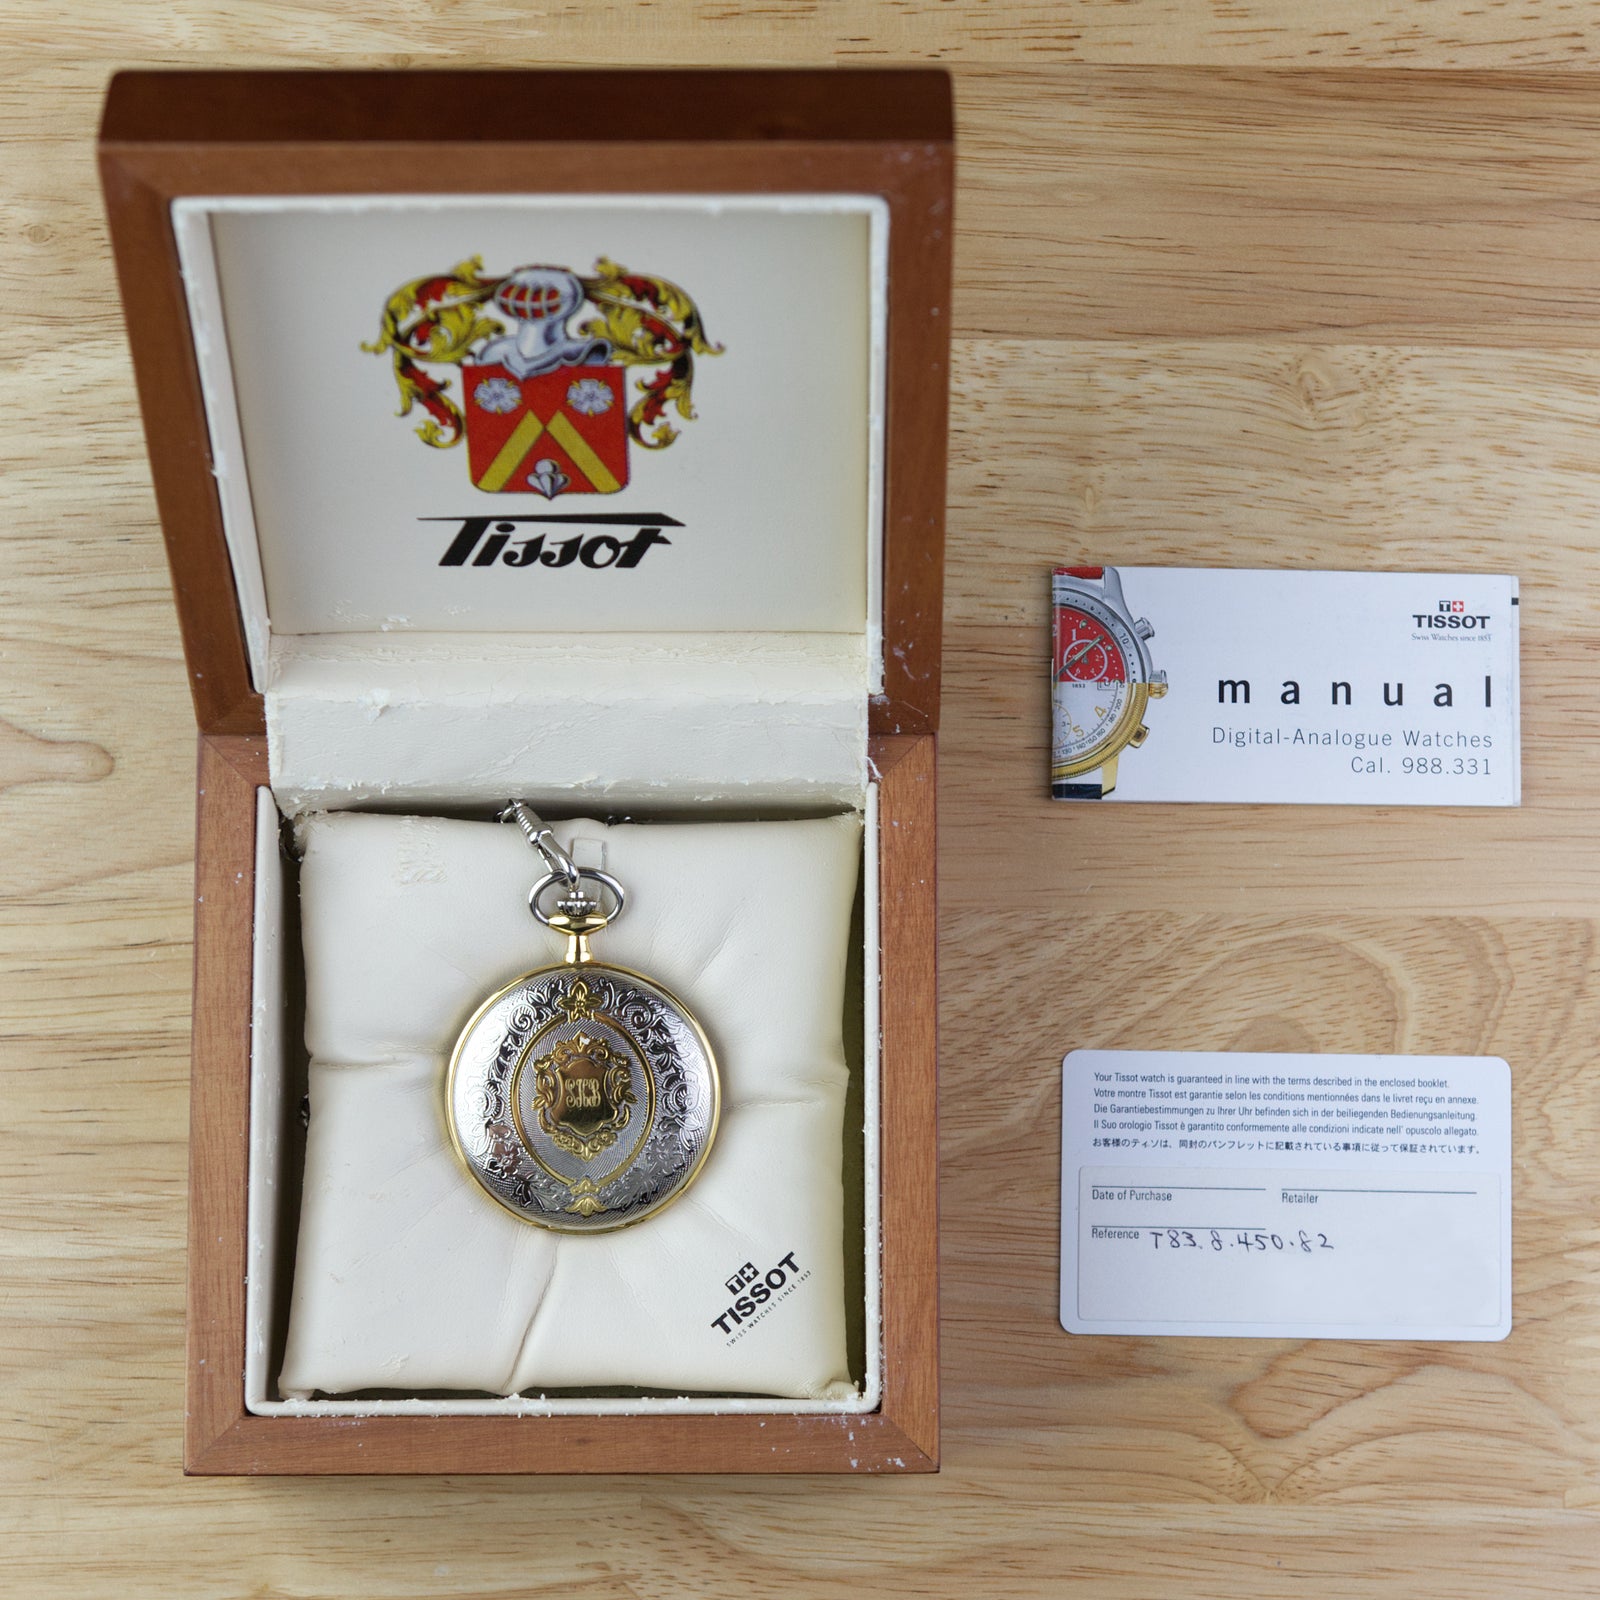 Tissot
SHB
T+
TISSOT
SWISS WATCHES SINCE 1853
T+
TISSOT
Swiss Watches since 1853
manual
Digital-Analogue Watches
Cal. 988.331
Your Tissot watch is guaranteed in line with the terms described in the enclosed booklet.
Votre montre Tissot est garantie selon les conditions mentionnées dans le livret reçu en annexe.
Die Garantiebestimmungen zu Ihrer Uhr befinden sich in der beiliegenden Bedienungsanleitung.
Il Suo orologio Tissot è garantito conformemente alle condizioni indicate nell' opuscolo allegato.
お客様のティソは、同封のパンフレットに記載されている事項に従って保証されています。
Date of Purchase Retailer
Reference T83.8.450.82